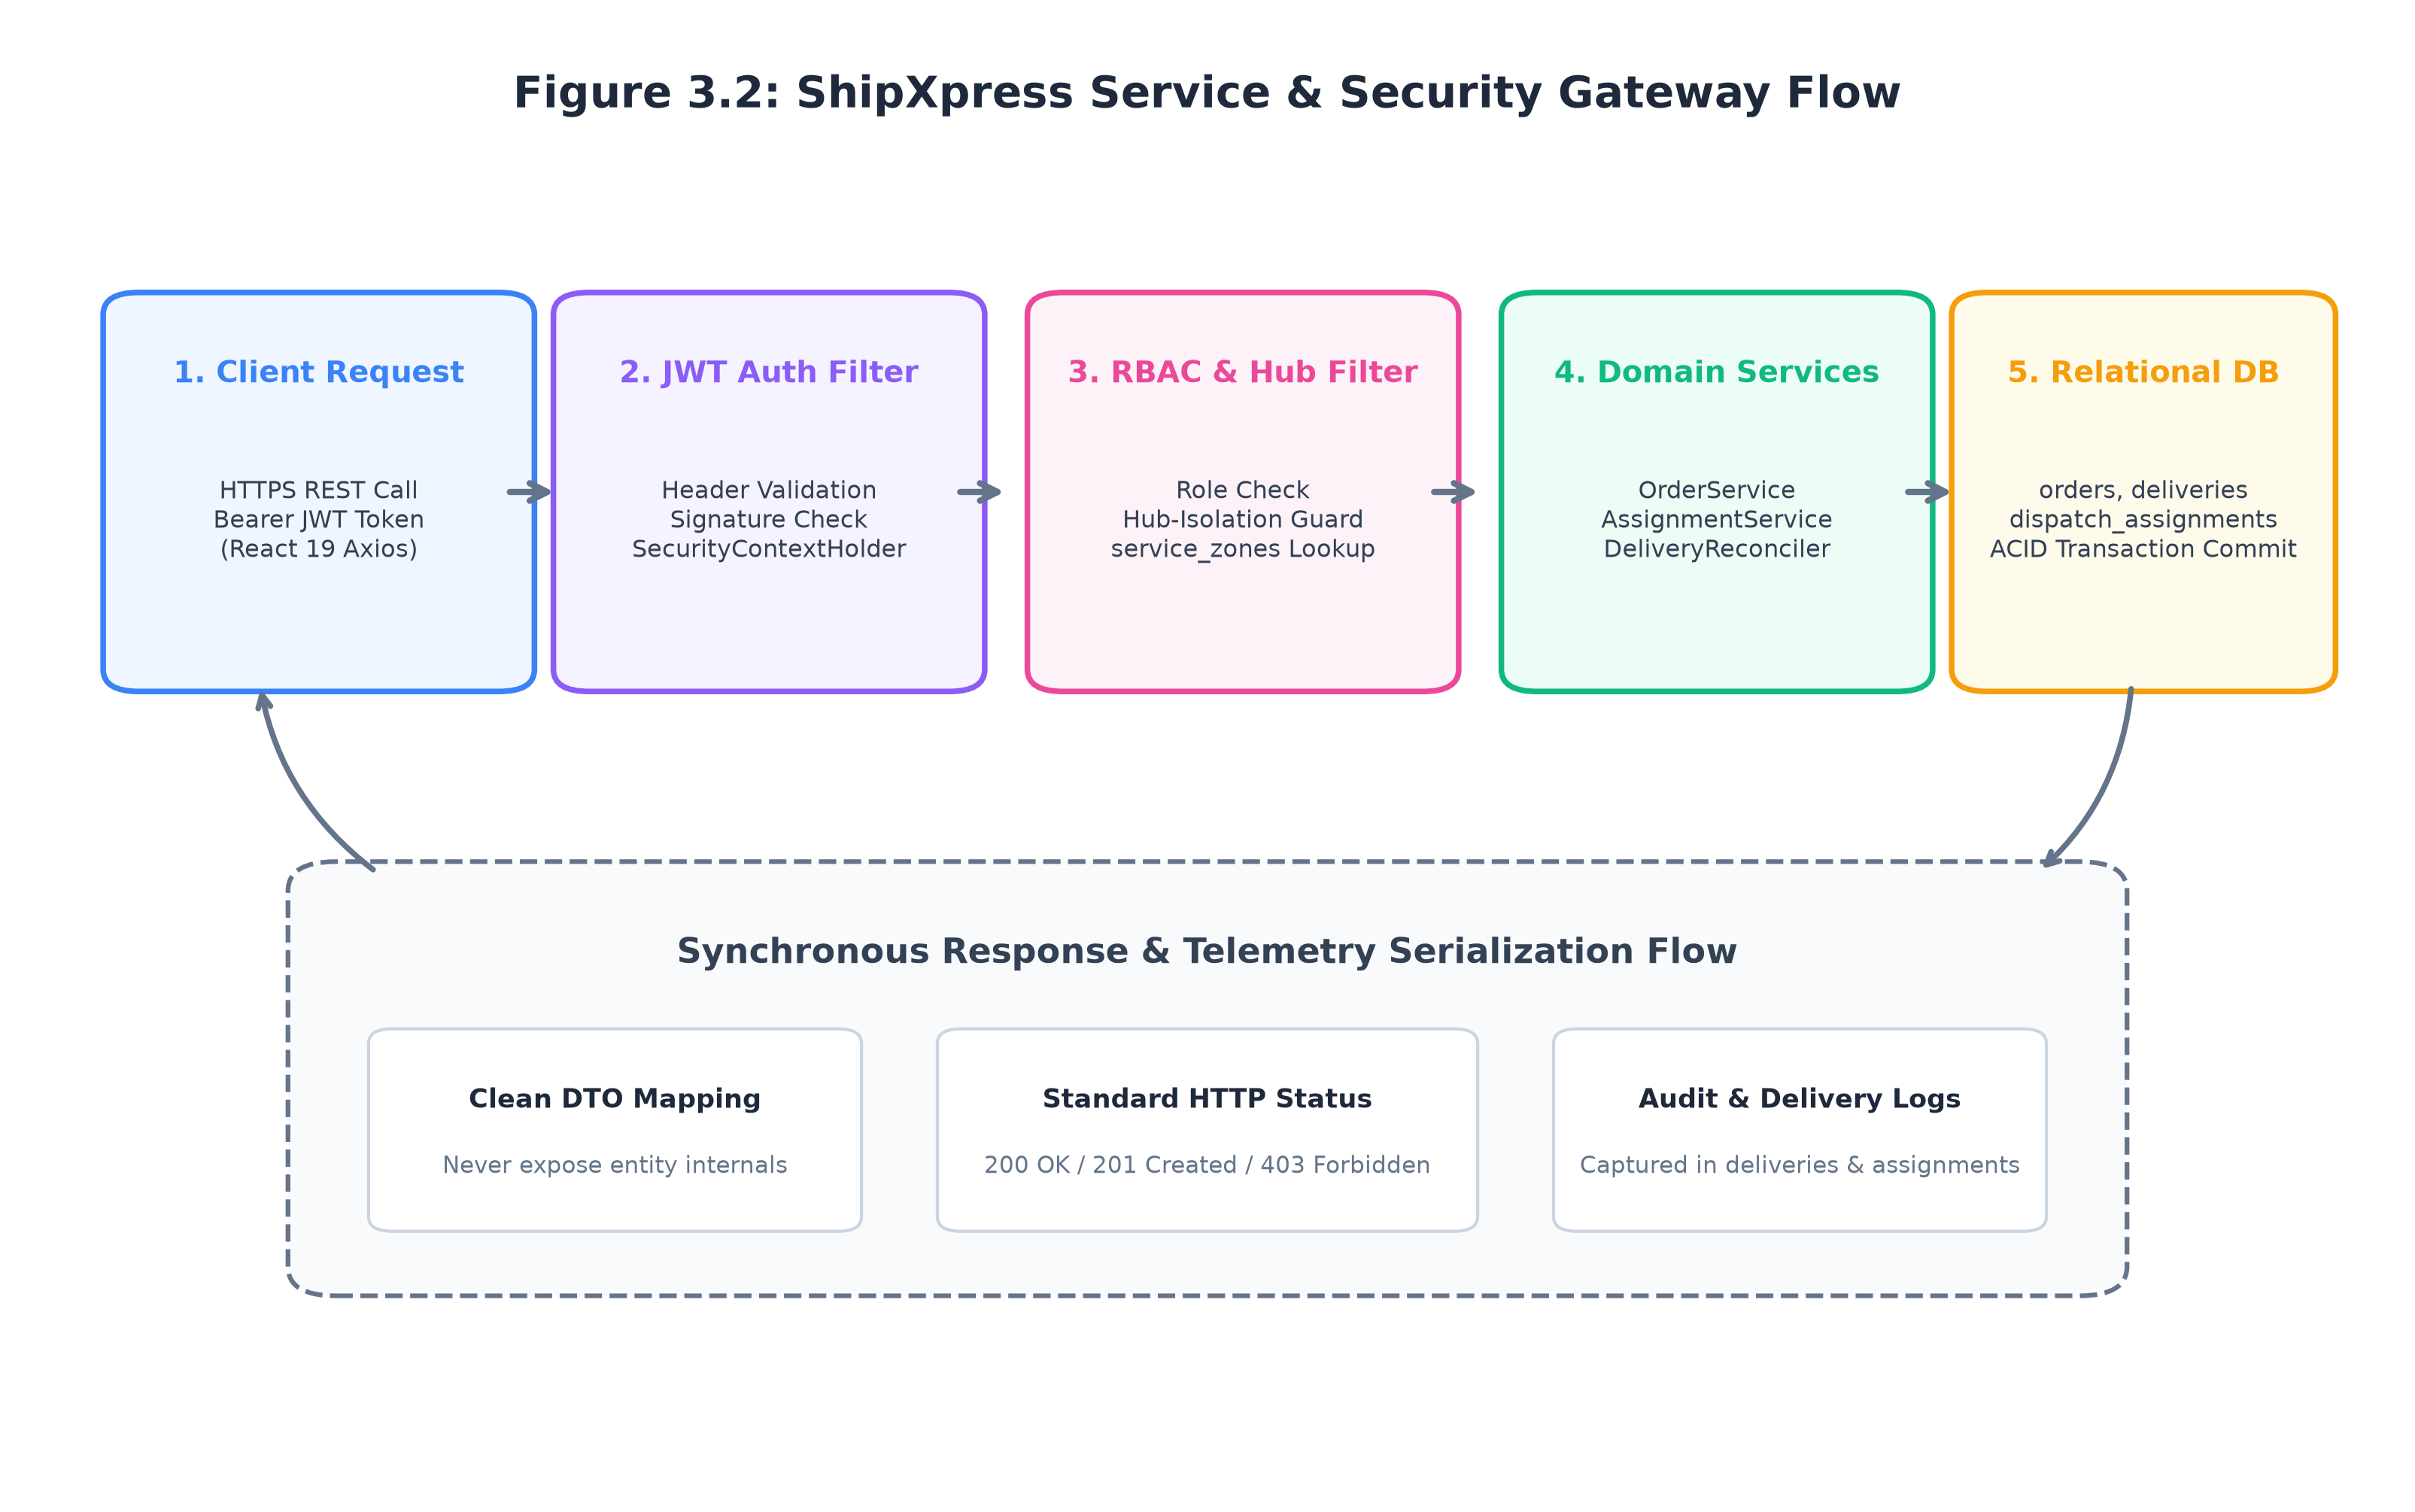 Figure 3.2: ShipXpress Service & Security Gateway Flow
1. Client Request
HTTPS REST Call
Bearer JWT Token
(React 19 Axios)
2. JWT Auth Filter
Header Validation
Signature Check
SecurityContextHolder
3. RBAC & Hub Filter
Role Check
Hub-Isolation Guard
service_zones Lookup
4. Domain Services
OrderService
AssignmentService
DeliveryReconciler
5. Relational DB
orders, deliveries
dispatch_assignments
ACID Transaction Commit
Synchronous Response & Telemetry Serialization Flow
Clean DTO Mapping
Never expose entity internals
Standard HTTP Status
200 OK / 201 Created / 403 Forbidden
Audit & Delivery Logs
Captured in deliveries & assignments